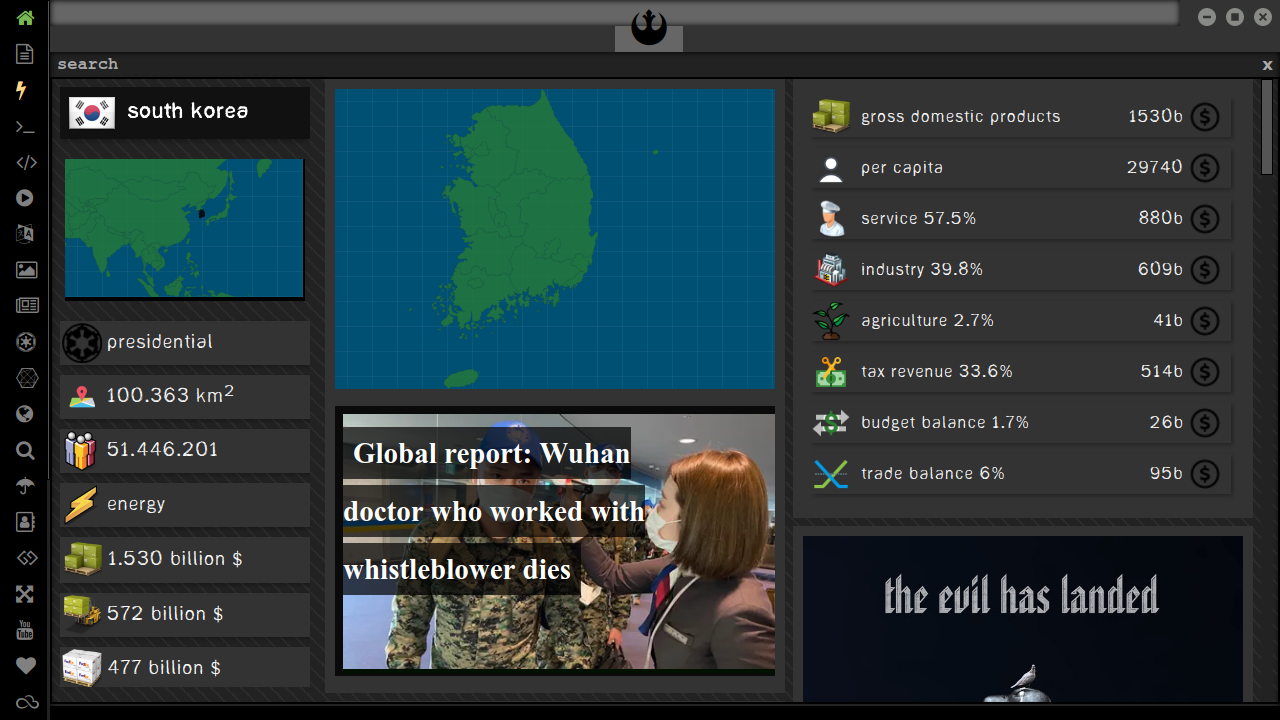 search
x
south korea
presidential
100.363 km²
51.446.201
energy
1.530 billion $
572 billion $
477 billion $
Global report: Wuhan
doctor who worked with
whistleblower dies
gross domestic products 1530b
per capita 29740
service 57.5% 880b
industry 39.8% 609b
agriculture 2.7% 41b
tax revenue 33.6% 514b
budget balance 1.7% 26b
trade balance 6% 95b
the evil has landed
You
Tube